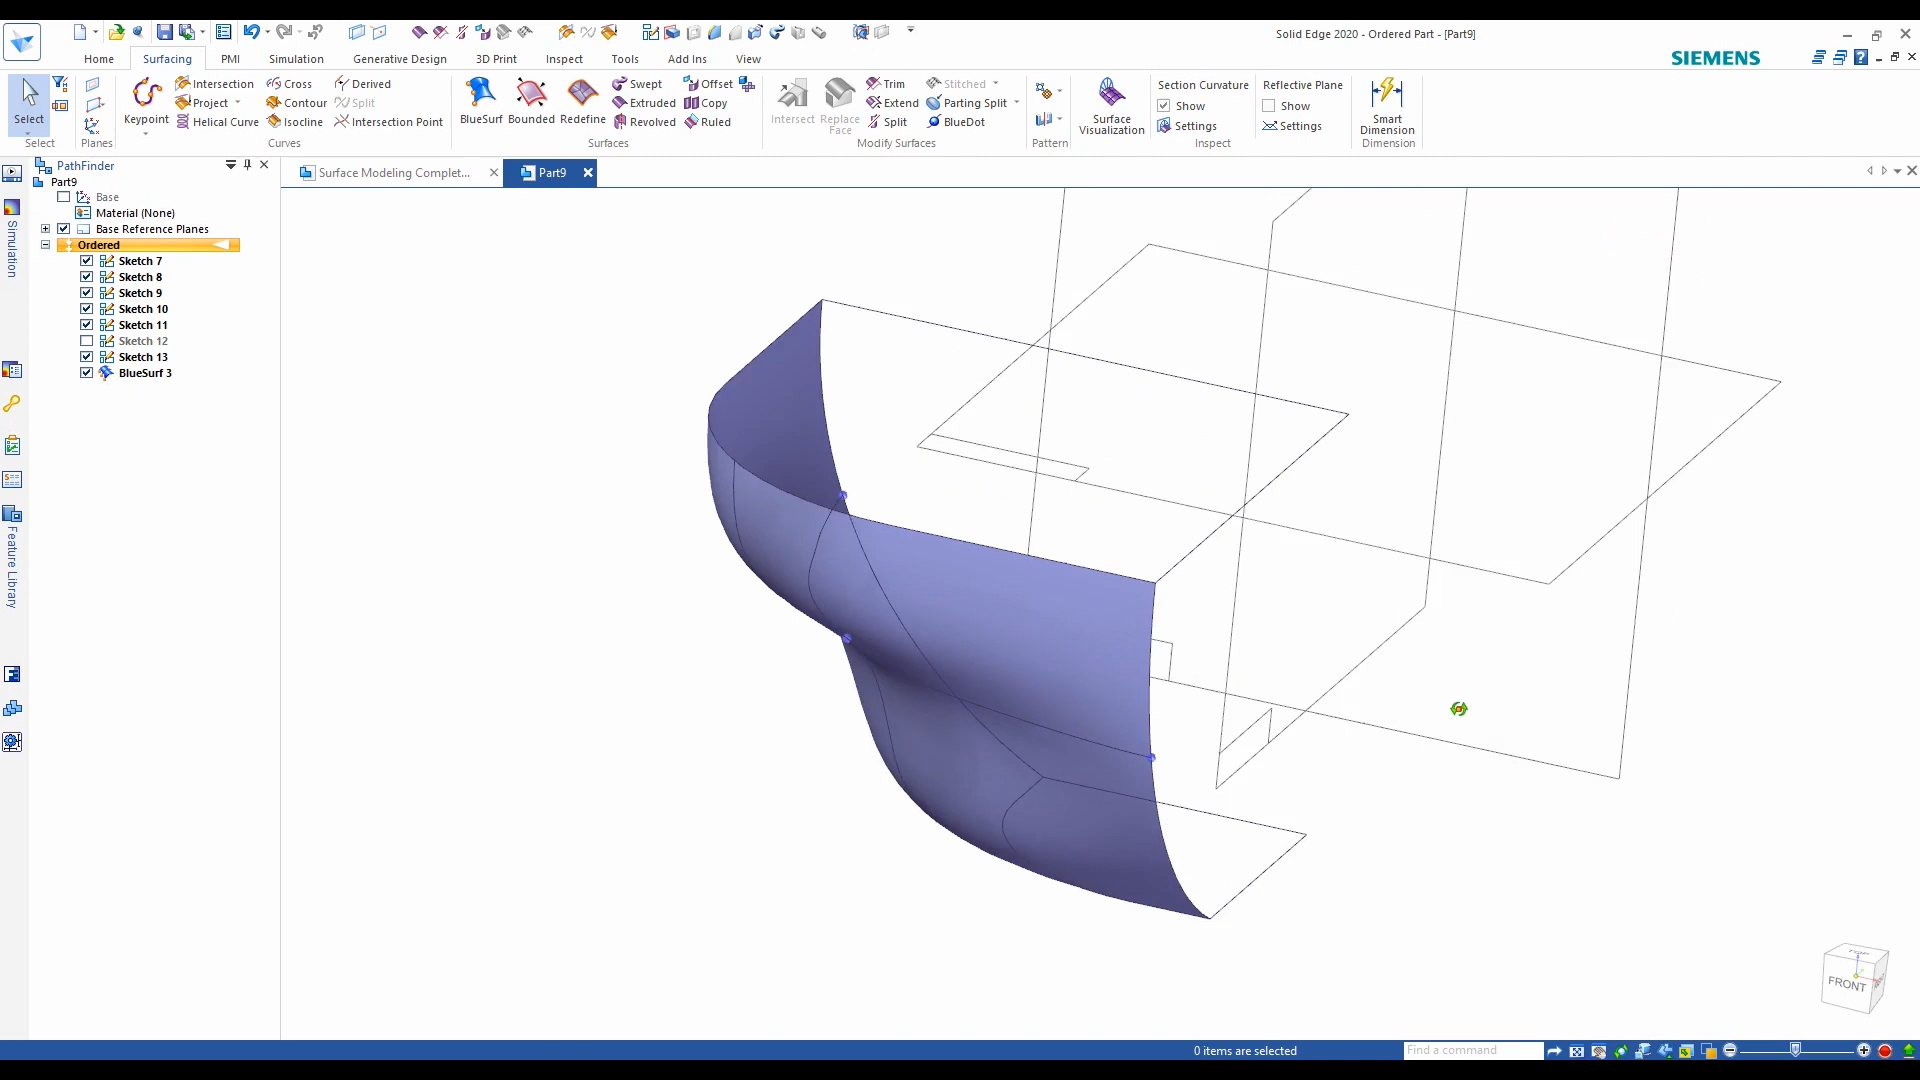 Solid Edge 2020 - Ordered Part - [Part9]
Home Surfacing PMI Simulation Generative Design 3D Print Inspect Tools Add Ins View
SIEMENS
Select
Select
Planes
Keypoint
Intersection
Project
Helical Curve
Cross
Contour
Isocline
Derived
Split
Intersection Point
Curves
BlueSurf
Bounded
Redefine
Swept
Extruded
Revolved
Offset
Copy
Ruled
Surfaces
Intersect
Replace
Face
Trim
Extend
Split
Stitched
Parting Split
BlueDot
Modify Surfaces
Pattern
Surface
Visualization
Section Curvature
Show
Settings
Reflective Plane
Show
Settings
Inspect
Smart
Dimension
Dimension
PathFinder
Part9
Base
Material (None)
Base Reference Planes
Ordered
Sketch 7
Sketch 8
Sketch 9
Sketch 10
Sketch 11
Sketch 12
Sketch 13
BlueSurf 3
Simulation
Feature Library
Surface Modeling Complet...
Part9
TOP
FRONT
0 items are selected
Find a command